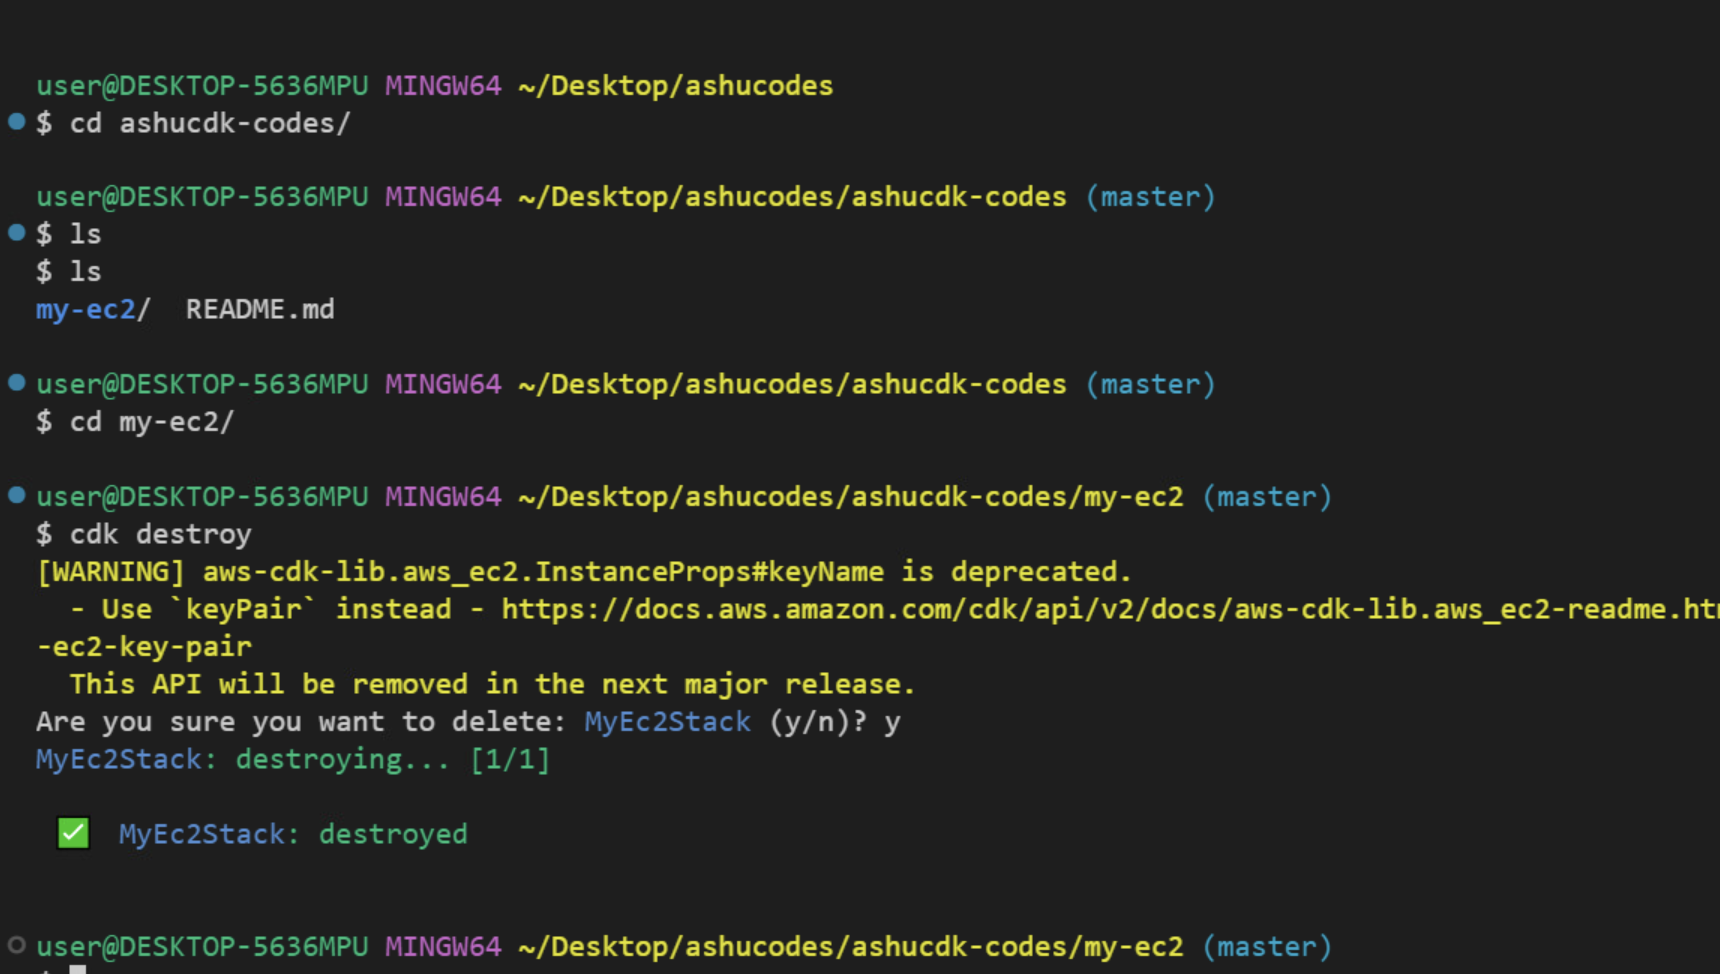 user@DESKTOP-5636MPU MINGW64 ~/Desktop/ashucodes
$ cd ashucdk-codes/
user@DESKTOP-5636MPU MINGW64 ~/Desktop/ashucodes/ashucdk-codes (master)
$ ls
$ ls
my-ec2/  README.md
user@DESKTOP-5636MPU MINGW64 ~/Desktop/ashucodes/ashucdk-codes (master)
$ cd my-ec2/
user@DESKTOP-5636MPU MINGW64 ~/Desktop/ashucodes/ashucdk-codes/my-ec2 (master)
$ cdk destroy
[WARNING] aws-cdk-lib.aws_ec2.InstanceProps#keyName is deprecated.
  - Use `keyPair` instead - https://docs.aws.amazon.com/cdk/api/v2/docs/aws-cdk-lib.aws_ec2-readme.ht
-ec2-key-pair
  This API will be removed in the next major release.
Are you sure you want to delete: MyEc2Stack (y/n)? y
MyEc2Stack: destroying... [1/1]
✅  MyEc2Stack: destroyed
user@DESKTOP-5636MPU MINGW64 ~/Desktop/ashucodes/ashucdk-codes/my-ec2 (master)